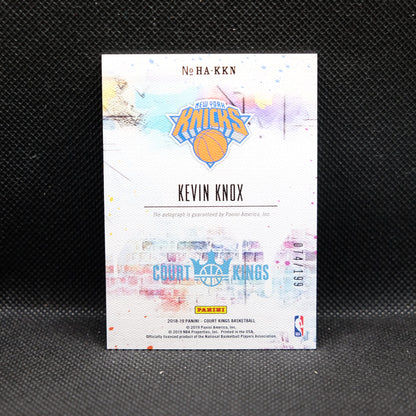 No HA-KKN
NEW YORK
KNICKS
KEVIN KNOX
The autograph is guaranteed by Panini America, Inc.
074/199
COURT KINGS
PANINI
2018-19 PANINI - COURT KINGS BASKETBALL
© 2019 Panini America, Inc.
© 2019 NBA Properties, Inc. Printed in the USA.
Officially licensed product of the National Basketball Players Association.
NBA